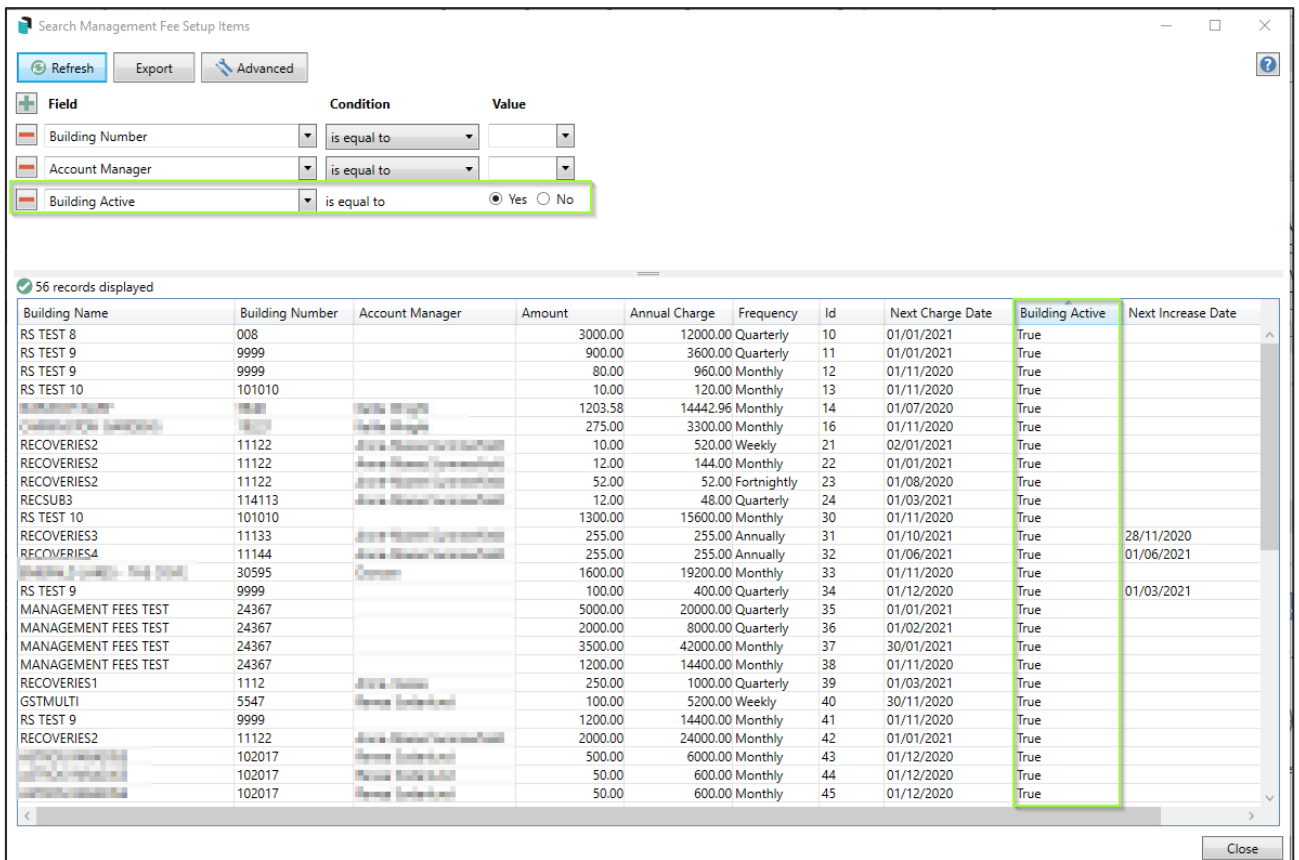 Search Management Fee Setup Items
Refresh Export Advanced
Field Condition Value
Building Number is equal to
Account Manager is equal to
Building Active is equal to Yes No
56 records displayed
Building Name Building Number Account Manager Amount Annual Charge Frequency Id Next Charge Date Building Active Next Increase Date
RS TEST 8 008 3000.00 12000.00 Quarterly 10 01/01/2021 True
RS TEST 9 9999 900.00 3600.00 Quarterly 11 01/01/2021 True
RS TEST 9 9999 80.00 960.00 Monthly 12 01/11/2020 True
RS TEST 10 101010 10.00 120.00 Monthly 13 01/11/2020 True
1203.58 14442.96 Monthly 14 01/07/2020 True
275.00 3300.00 Monthly 16 01/11/2020 True
RECOVERIES2 11122 10.00 520.00 Weekly 21 02/01/2021 True
RECOVERIES2 11122 12.00 144.00 Monthly 22 01/01/2021 True
RECOVERIES2 11122 52.00 52.00 Fortnightly 23 01/08/2020 True
RECSUB3 114113 12.00 48.00 Quarterly 24 01/03/2021 True
RS TEST 10 101010 1300.00 15600.00 Monthly 30 01/11/2020 True
RECOVERIES3 11133 255.00 255.00 Annually 31 01/10/2021 True 28/11/2020
RECOVERIES4 11144 255.00 255.00 Annually 32 01/06/2021 True 01/06/2021
30595 1600.00 19200.00 Monthly 33 01/11/2020 True
RS TEST 9 9999 100.00 400.00 Quarterly 34 01/12/2020 True 01/03/2021
MANAGEMENT FEES TEST 24367 5000.00 20000.00 Quarterly 35 01/01/2021 True
MANAGEMENT FEES TEST 24367 2000.00 8000.00 Quarterly 36 01/02/2021 True
MANAGEMENT FEES TEST 24367 3500.00 42000.00 Monthly 37 30/01/2021 True
MANAGEMENT FEES TEST 24367 1200.00 14400.00 Monthly 38 01/11/2020 True
RECOVERIES1 1112 250.00 1000.00 Quarterly 39 01/03/2021 True
GSTMULTI 5547 100.00 5200.00 Weekly 40 30/11/2020 True
RS TEST 9 9999 1200.00 14400.00 Monthly 41 01/11/2020 True
RECOVERIES2 11122 2000.00 24000.00 Monthly 42 01/01/2021 True
102017 500.00 6000.00 Monthly 43 01/12/2020 True
102017 50.00 600.00 Monthly 44 01/12/2020 True
102017 50.00 600.00 Monthly 45 01/12/2020 True
Close